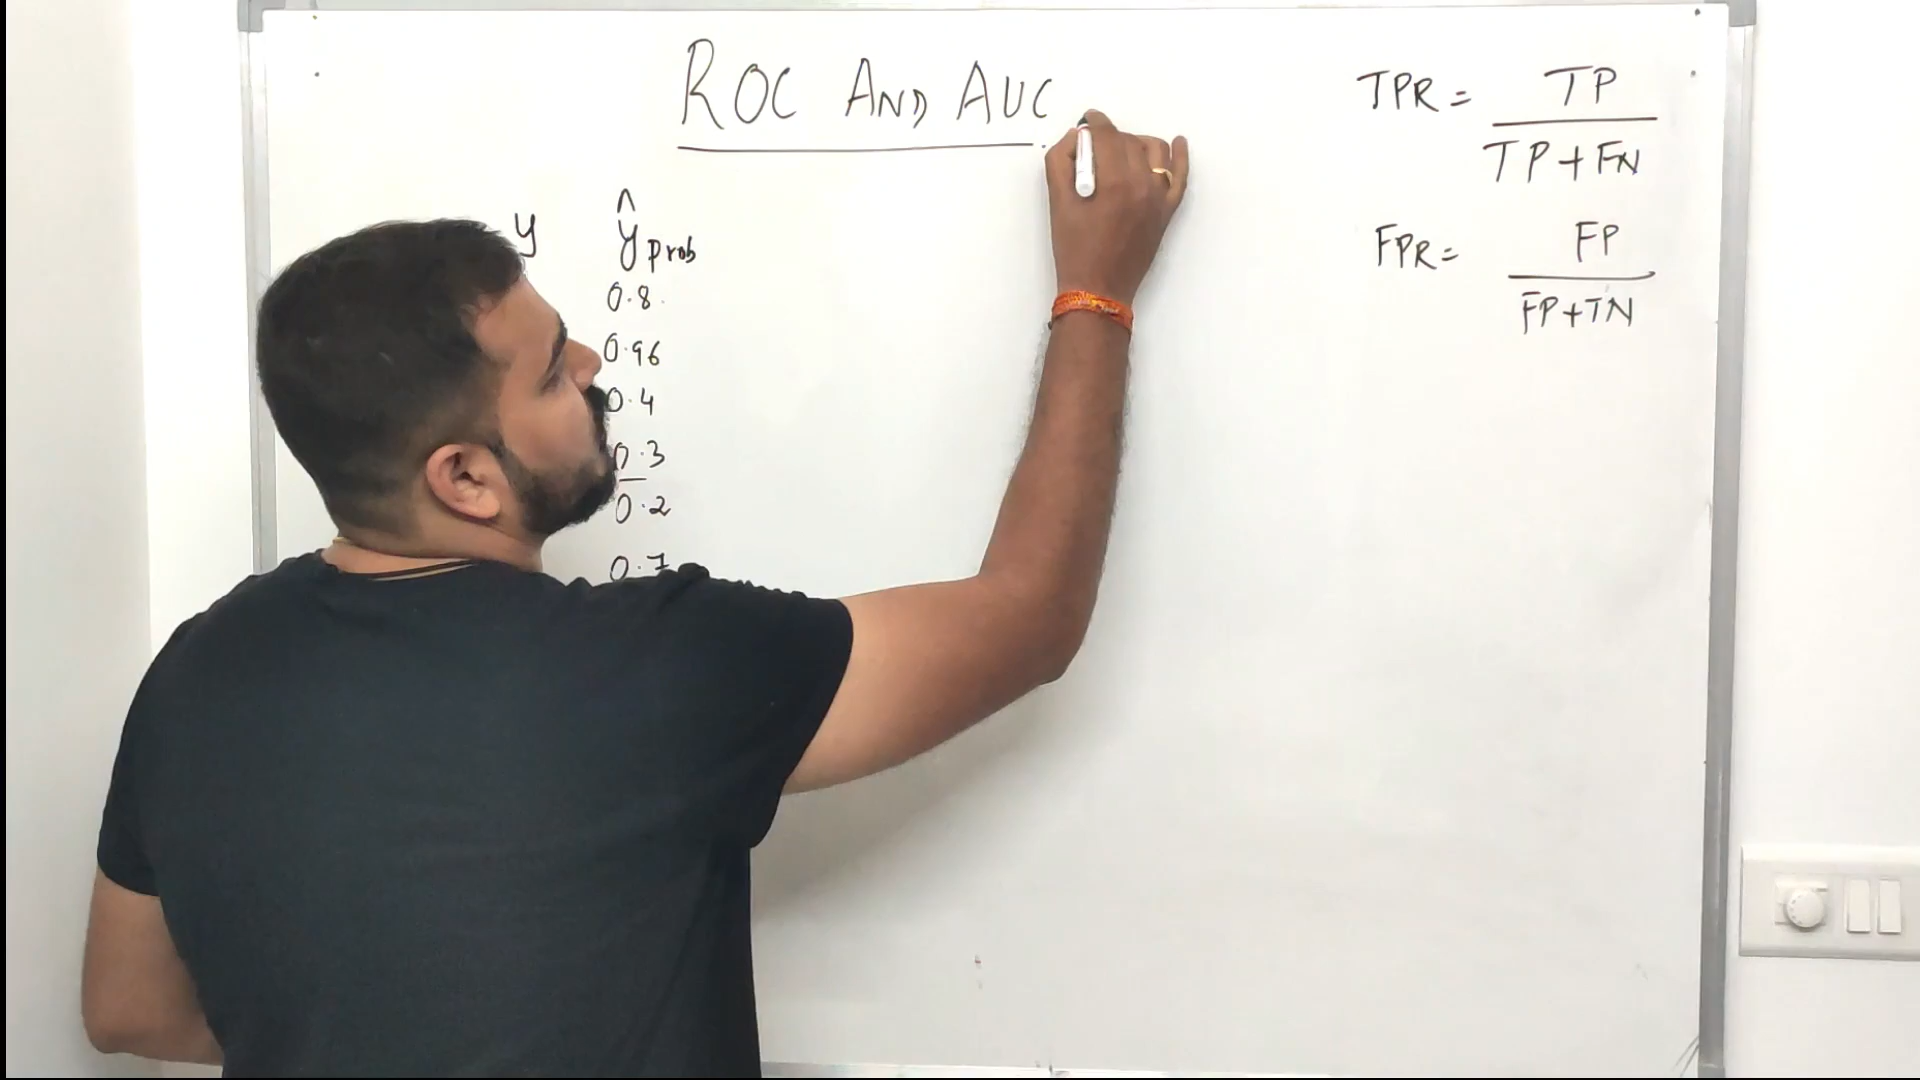 ROC AND AUC
y ŷ prob
0.8
0.96
0.4
0.3
0.2
0.7
TPR = TP / TP+FN
FPR = FP / FP+TN